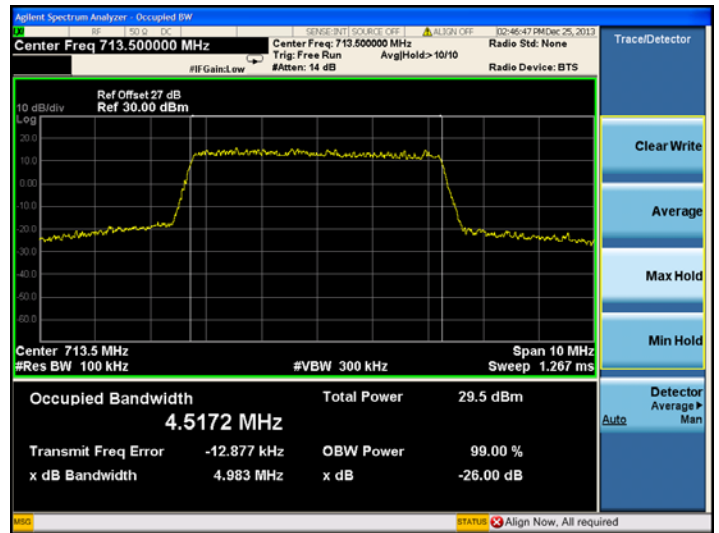 Agilent Spectrum Analyzer - Occupied BW
RF 50 Ω DC SENSE:INT SOURCE OFF ALIGN OFF 02:46:47 PM Dec 25, 2013
Center Freq 713.500000 MHz
Center Freq: 713.500000 MHz
Radio Std: None
Trig: Free Run Avg|Hold:> 10/10
#IFGain:Low
#Atten: 14 dB
Radio Device: BTS
Trace/Detector
Ref Offset 27 dB
10 dB/div Ref 30.00 dBm
Log
20.0
10.0
0.00
-10.0
-20.0
-30.0
-40.0
-50.0
-60.0
Center 713.5 MHz
Span 10 MHz
#Res BW 100 kHz
#VBW 300 kHz
Sweep 1.267 ms
Occupied Bandwidth
4.5172 MHz
Total Power 29.5 dBm
Transmit Freq Error -12.877 kHz
OBW Power 99.00 %
x dB Bandwidth 4.983 MHz
x dB -26.00 dB
Clear Write
Average
Max Hold
Min Hold
Detector
Average
Auto Man
MSG
STATUS Align Now, All required